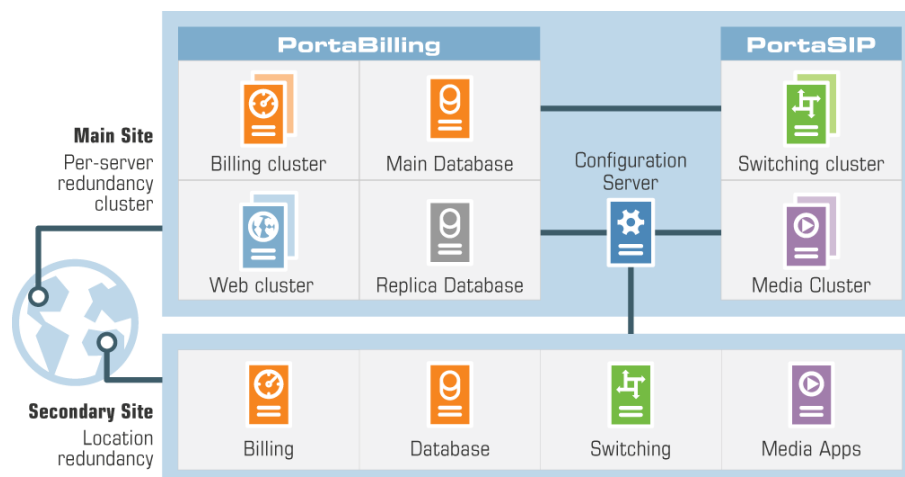 PortaBilling
PortaSIP
Main Site
Per-server
redundancy
cluster
Billing cluster
Main Database
Configuration
Server
Switching cluster
Web cluster
Replica Database
Media Cluster
Secondary Site
Location
redundancy
Billing
Database
Switching
Media Apps